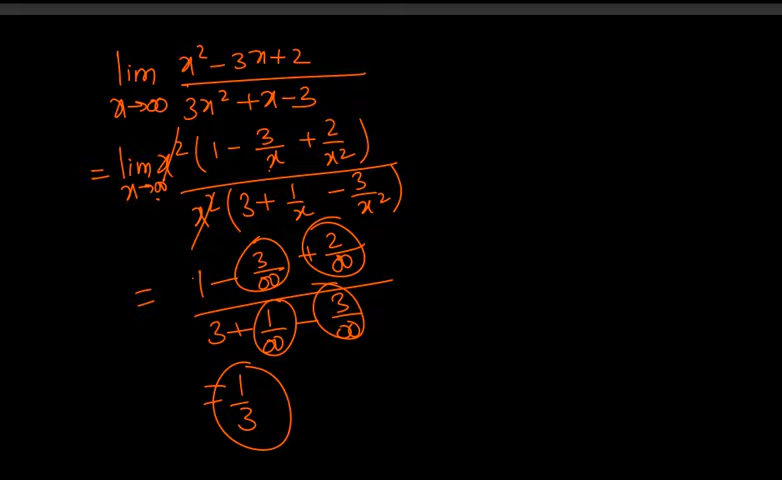 lim x→∞ (x² - 3x + 2) / (3x² + x - 3)
= lim x→∞ x² (1 - 3/x + 2/x²) / x² (3 + 1/x - 3/x²)
= (1 - 3/∞ + 2/∞) / (3 + 1/∞ - 3/∞)
= 1/3